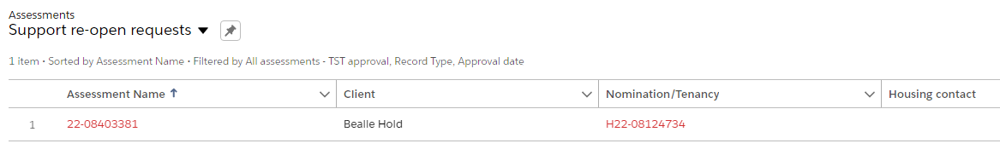 Assessments
Support re-open requests
1 item • Sorted by Assessment Name • Filtered by All assessments - TST approval, Record Type, Approval date
Assessment Name ↑ Client Nomination/Tenancy Housing contact
1 22-08403381 Bealle Hold H22-08124734